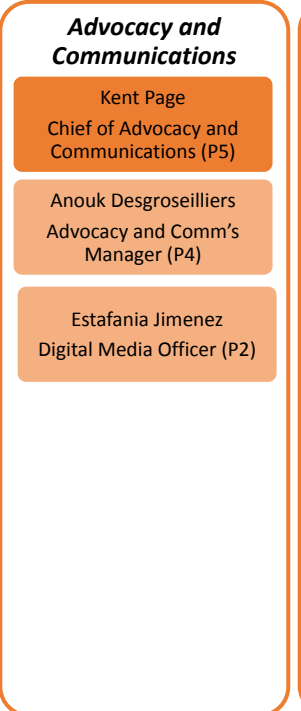 Advocacy and
Communications
Kent Page
Chief of Advocacy and
Communications (P5)
Anouk Desgroseilliers
Advocacy and Comm’s
Manager (P4)
Estafania Jimenez
Digital Media Officer (P2)